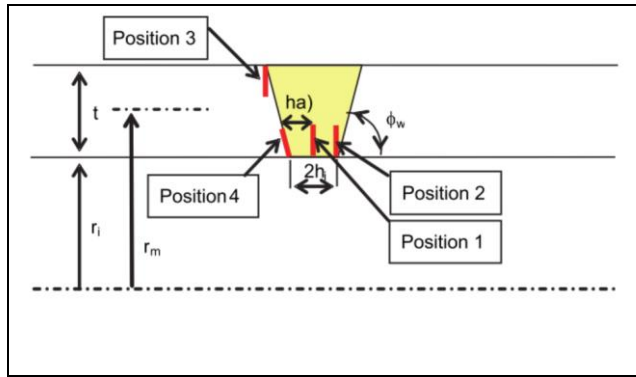 Position 3
t
ha)
ϕw
Position 4
2hi
Position 2
Position 1
ri
rm